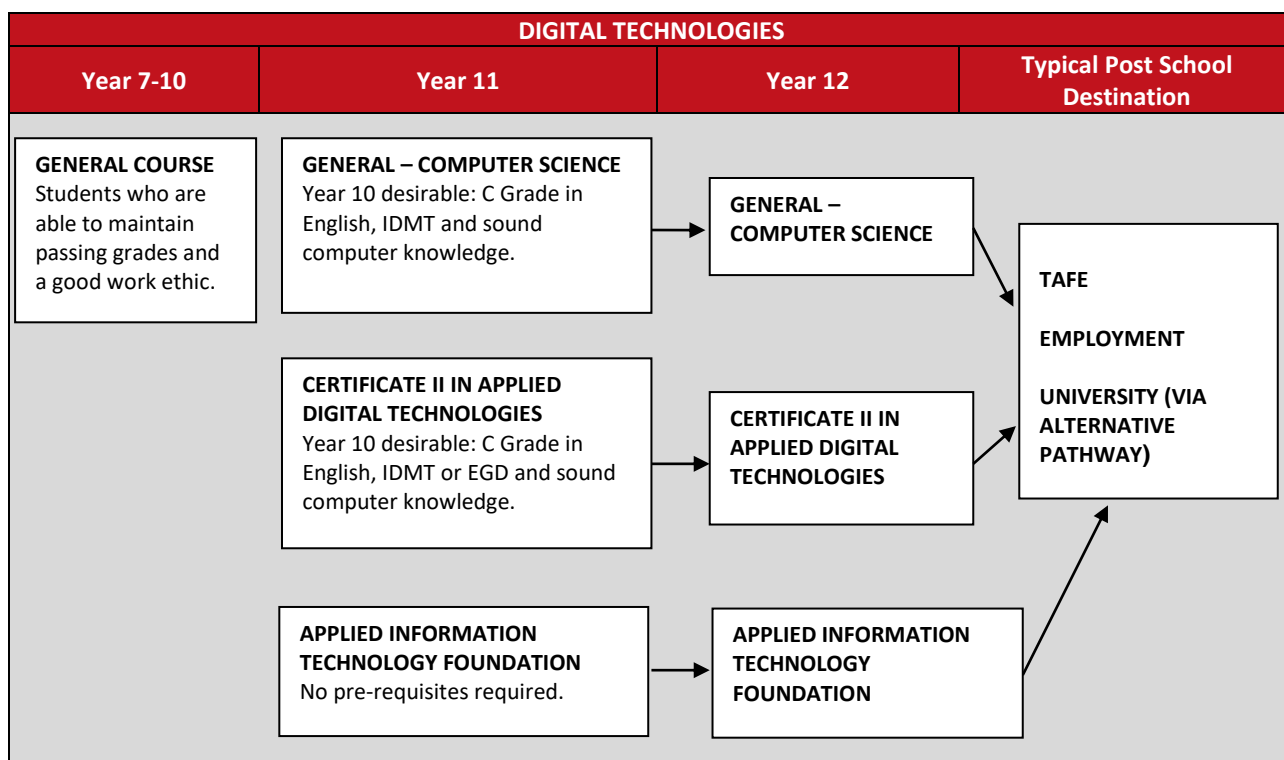 DIGITAL TECHNOLOGIES
Year 7-10
Year 11
Year 12
Typical Post School
Destination
GENERAL COURSE
Students who are
able to maintain
passing grades and
a good work ethic.
GENERAL – COMPUTER SCIENCE
Year 10 desirable: C Grade in
English, IDMT and sound
computer knowledge.
GENERAL –
COMPUTER SCIENCE
TAFE
EMPLOYMENT
UNIVERSITY (VIA
ALTERNATIVE
PATHWAY)
CERTIFICATE II IN APPLIED
DIGITAL TECHNOLOGIES
Year 10 desirable: C Grade in
English, IDMT or EGD and sound
computer knowledge.
CERTIFICATE II IN
APPLIED DIGITAL
TECHNOLOGIES
APPLIED INFORMATION
TECHNOLOGY FOUNDATION
No pre-requisites required.
APPLIED INFORMATION
TECHNOLOGY
FOUNDATION